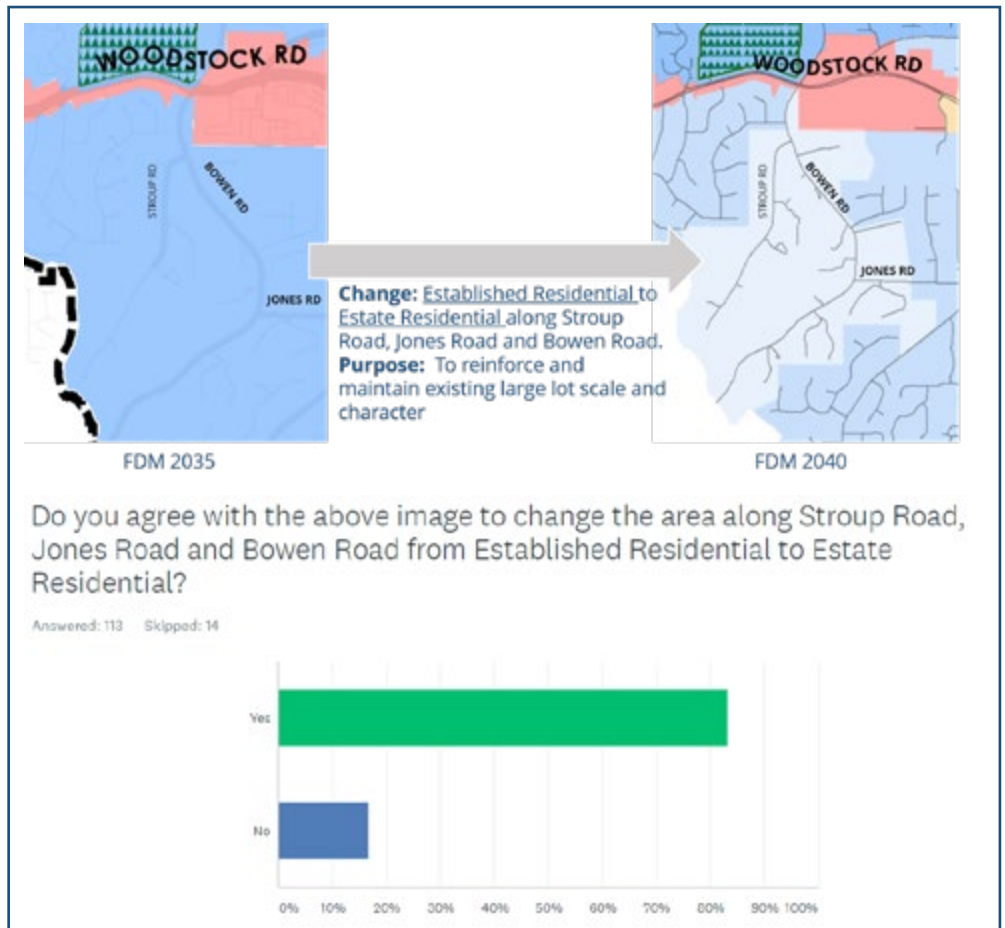 WOODSTOCK RD
STROUP RD
BOWEN RD
JONES RD
WOODSTOCK RD
STROUP RD
BOWEN RD
JONES RD
Change: Established Residential to
Estate Residential along Stroup
Road, Jones Road and Bowen Road.
Purpose: To reinforce and
maintain existing large lot scale and
character
FDM 2035
FDM 2040
Do you agree with the above image to change the area along Stroup Road,
Jones Road and Bowen Road from Established Residential to Estate
Residential?
Answered: 113 Skipped: 14
Yes
No
0% 10% 20% 30% 40% 50% 60% 70% 80% 90% 100%